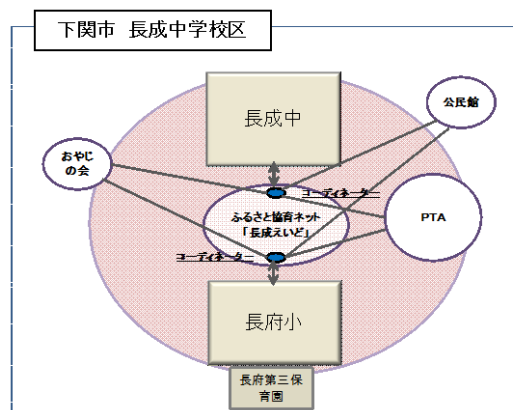 下関市 長成中学校区
長成中
公民館
おやじ
の会
コーディネーター
ふるさと協育ネット
「長成えいど」
PTA
コーディネーター
長府小
長府第三保
育園